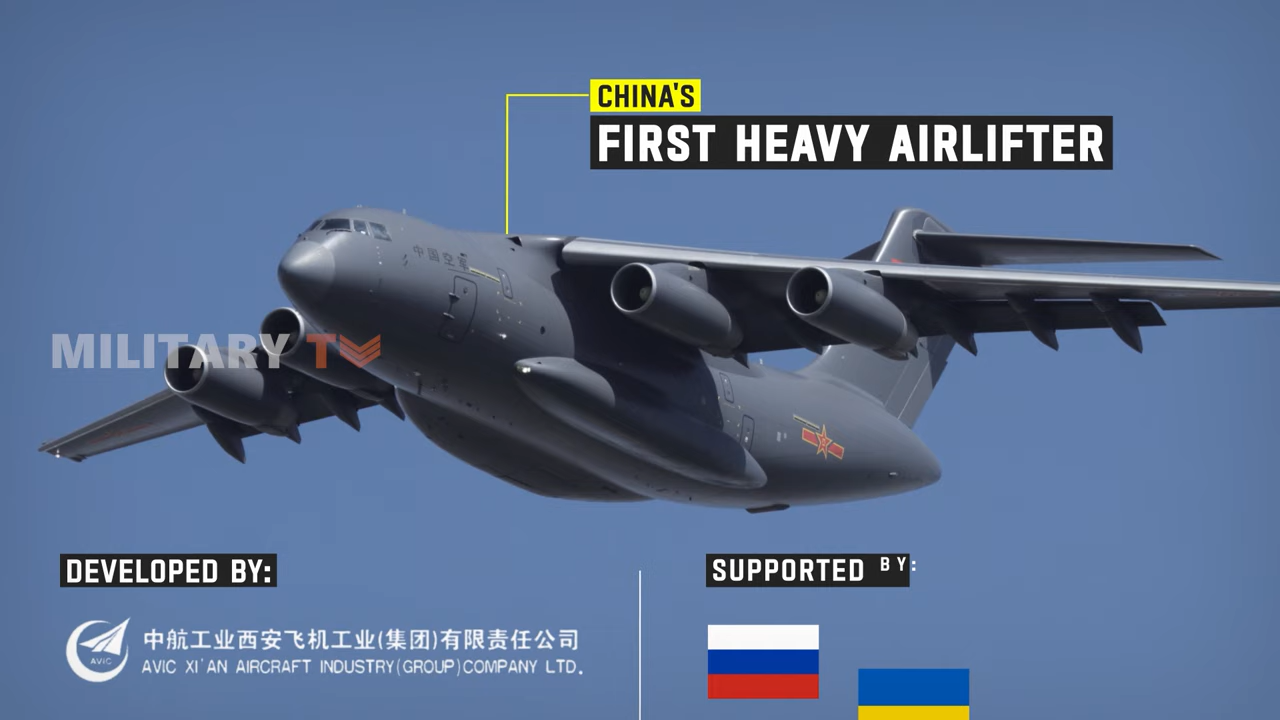 CHINA'S
FIRST HEAVY AIRLIFTER
中国空军
MILITARY TV
DEVELOPED BY:
SUPPORTED BY:
AVIC
中航工业西安飞机工业(集团)有限责任公司
AVIC XI'AN AIRCRAFT INDUSTRY(GROUP)COMPANY LTD.